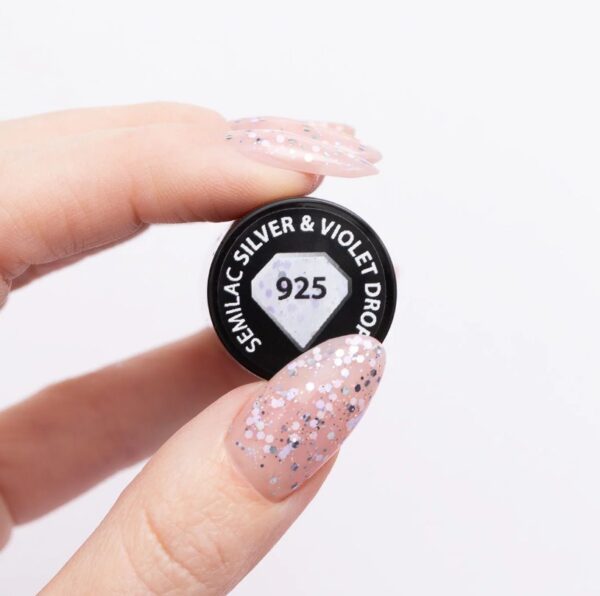 SEMILAC SILVER & VIOLET DROP
925